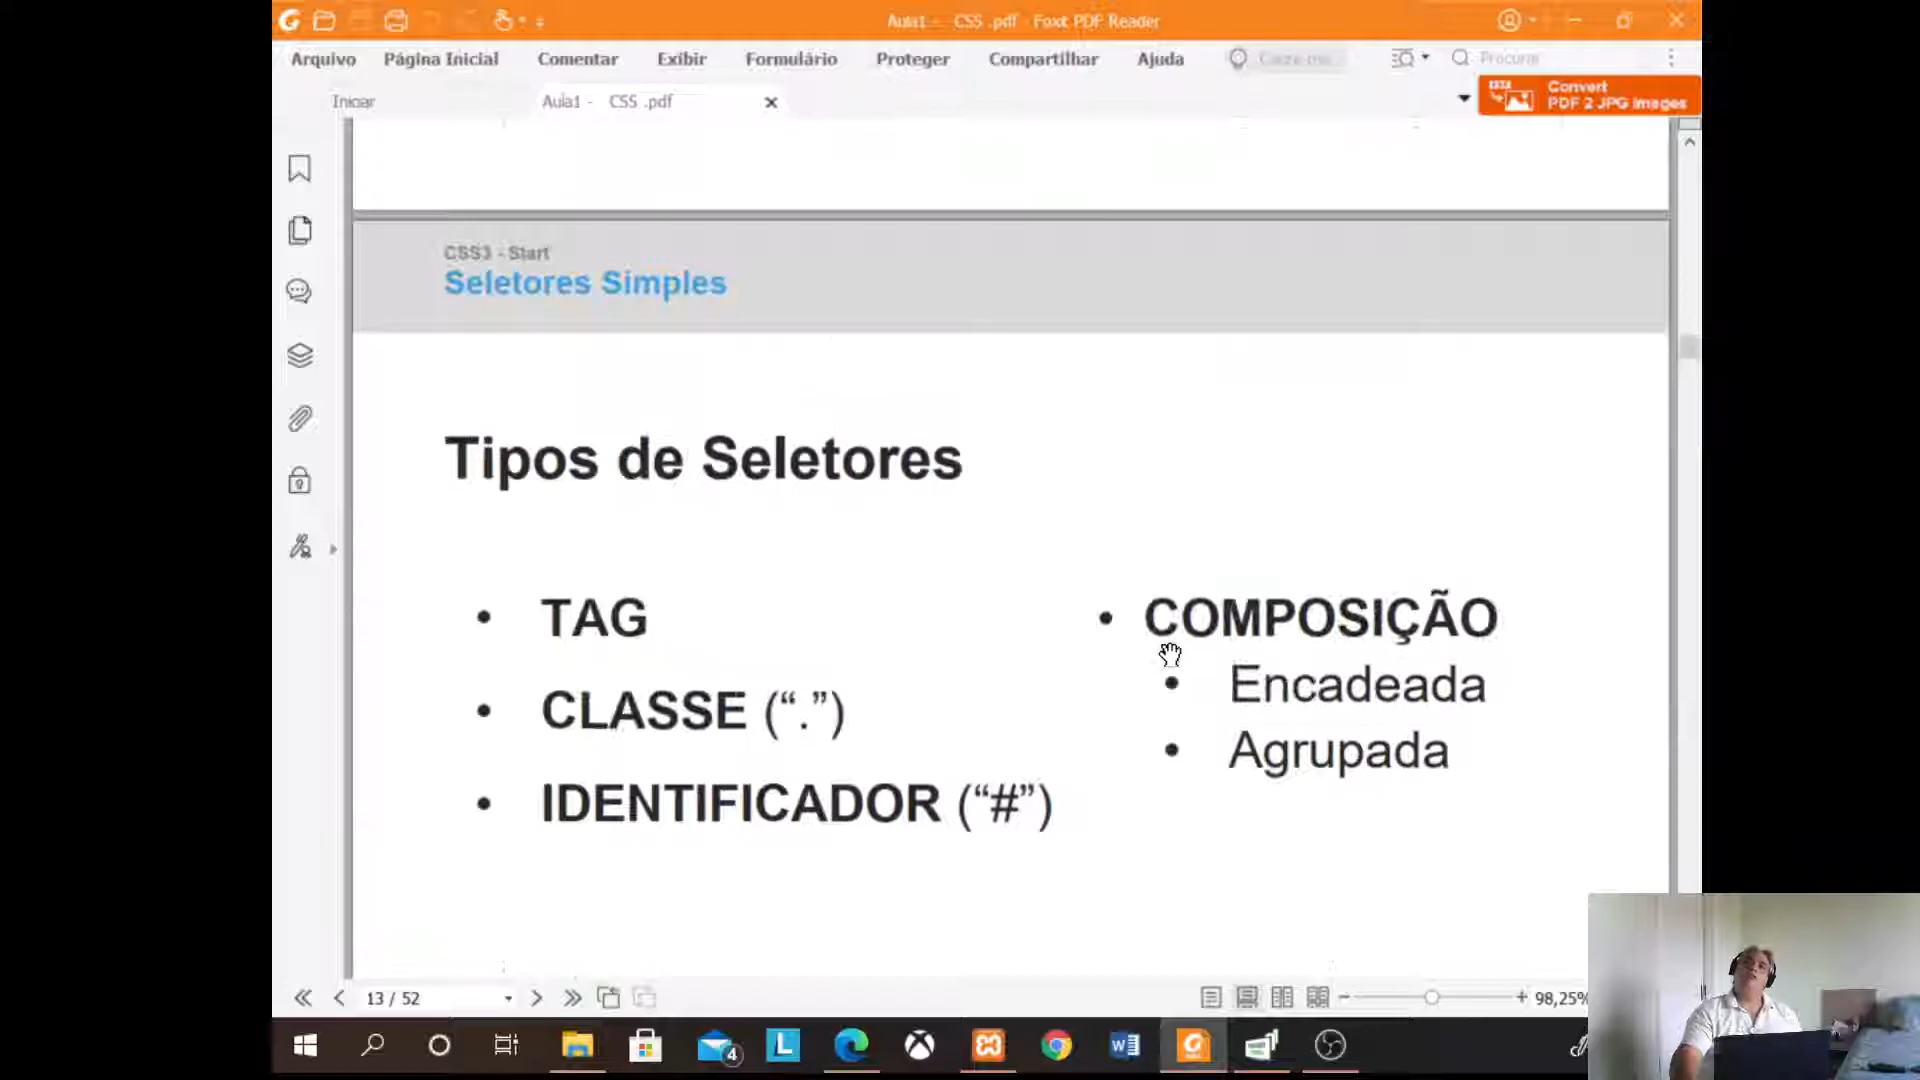 Aula1 - CSS .pdf - Foxit PDF Reader
Arquivo Página Inicial Comentar Exibir Formulário Proteger Compartilhar Ajuda Procurar
Iniciar Aula1 - CSS .pdf
Convert
PDF 2 JPG Images
CSS3 - Start
Seletores Simples
Tipos de Seletores
• TAG
• CLASSE (“.”)
• IDENTIFICADOR (“#”)
• COMPOSIÇÃO
• Encadeada
• Agrupada
13 / 52
98,25%
4